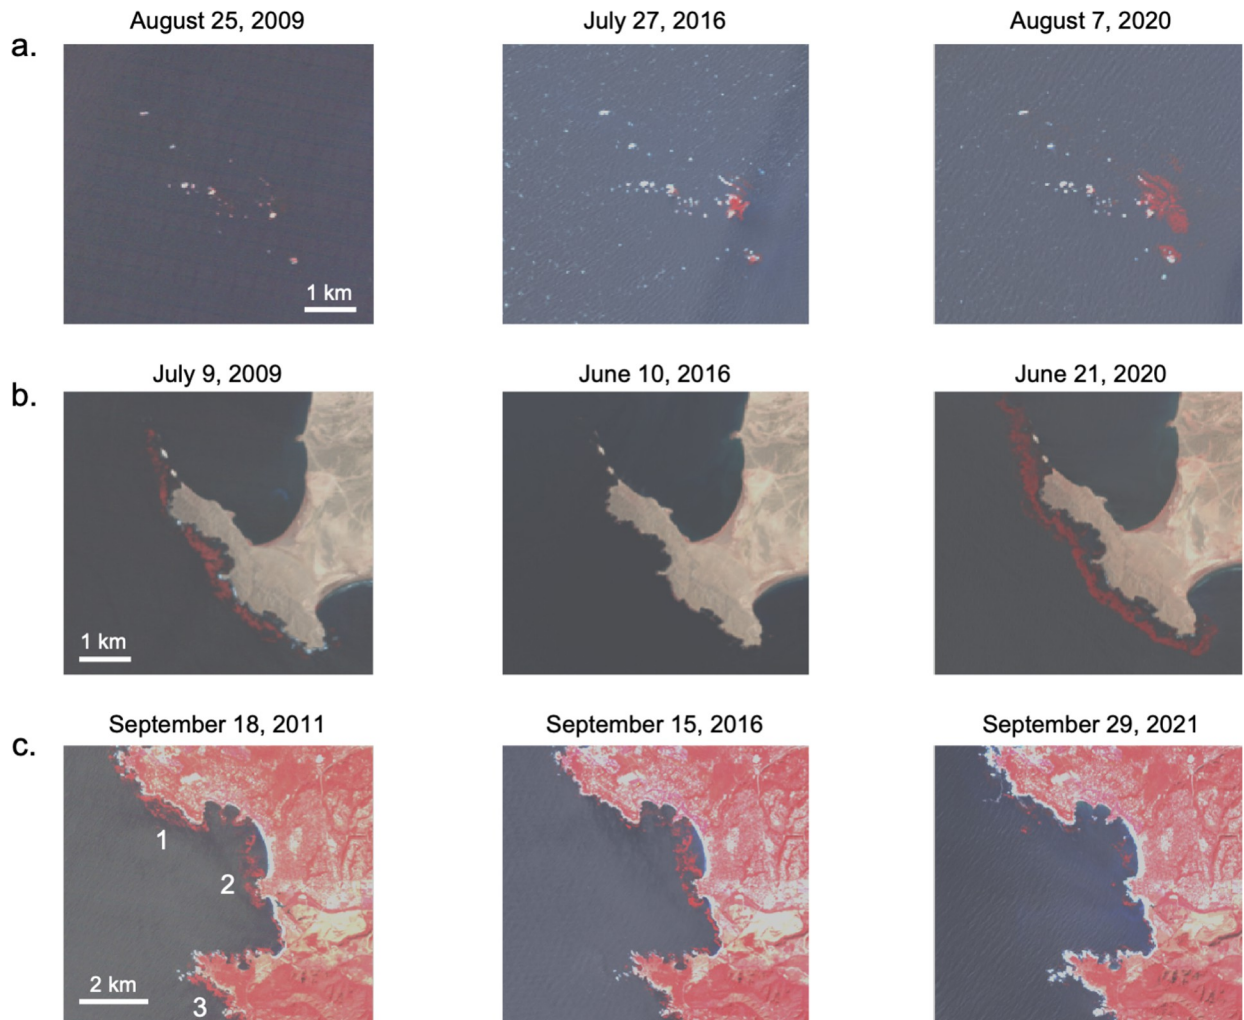 August 25, 2009
July 27, 2016
August 7, 2020
a.
1 km
July 9, 2009
June 10, 2016
June 21, 2020
b.
1 km
September 18, 2011
September 15, 2016
September 29, 2021
c.
1
2
2 km
3